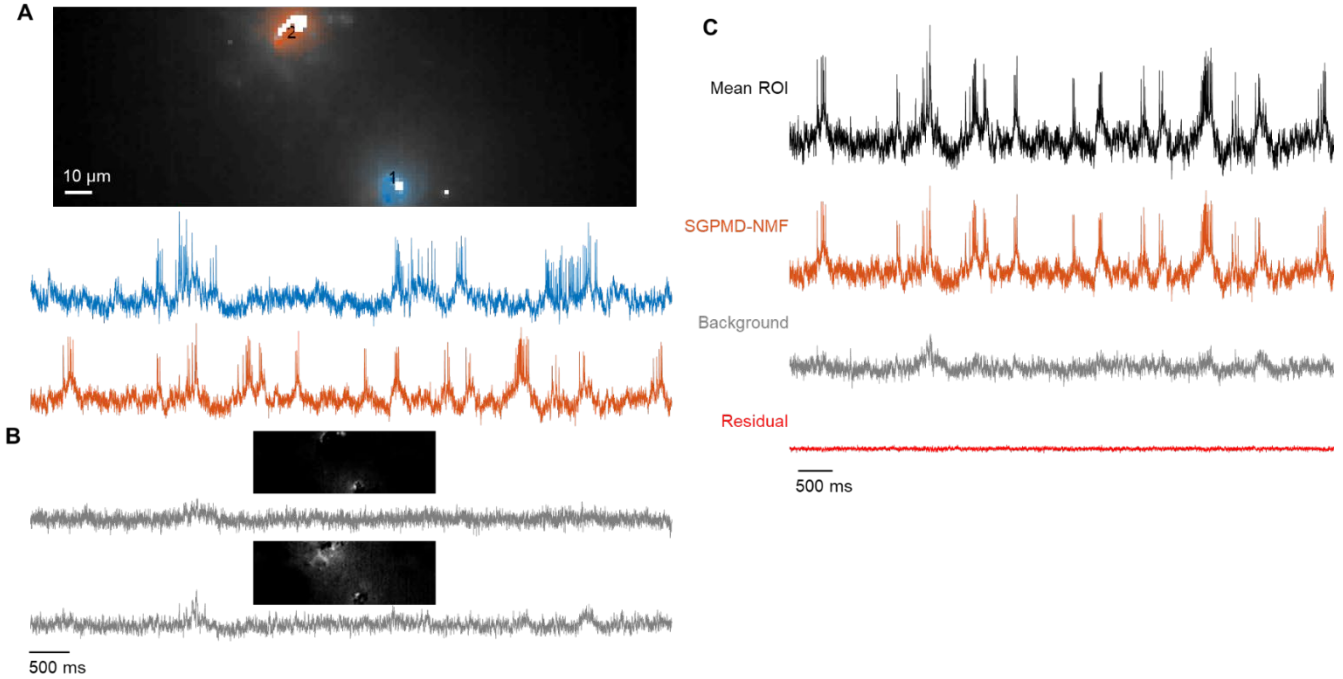 A
2
1
10 µm
B
500 ms
C
Mean ROI
SGPMD-NMF
Background
Residual
500 ms